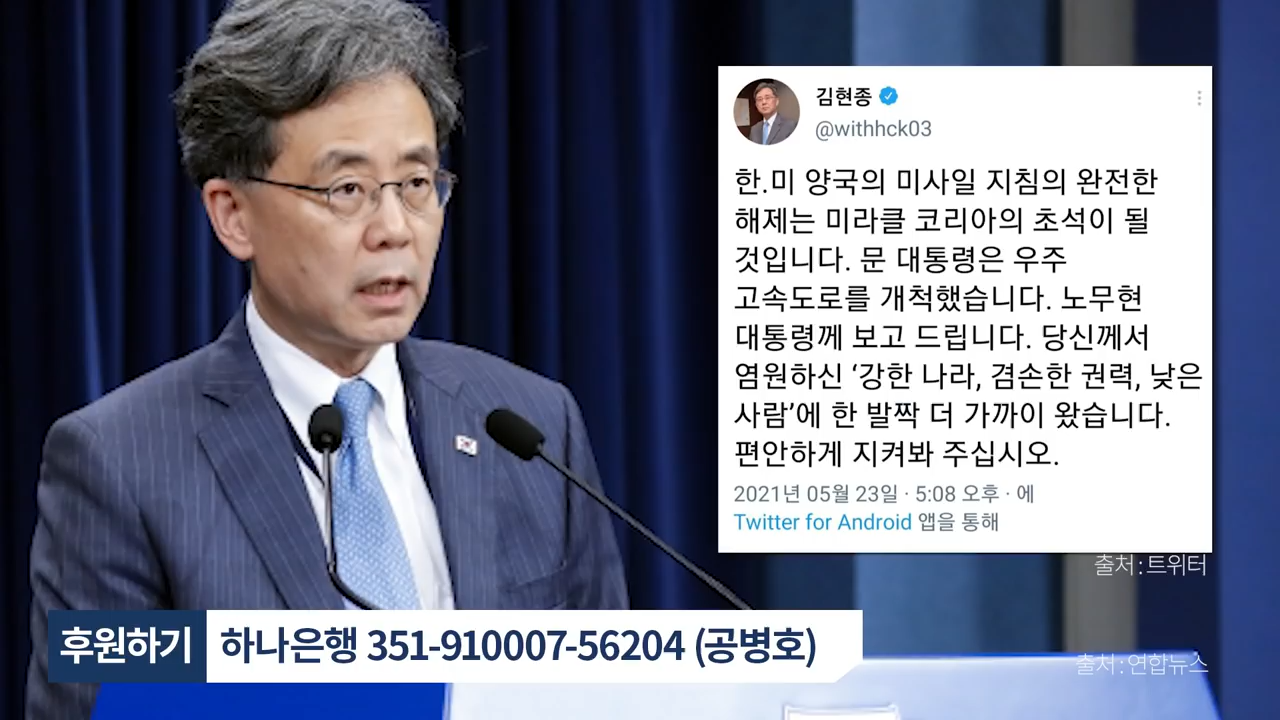 김현종
@withhck03
한.미 양국의 미사일 지침의 완전한
해제는 미라클 코리아의 초석이 될
것입니다. 문 대통령은 우주
고속도로를 개척했습니다. 노무현
대통령께 보고 드립니다. 당신께서
염원하신 ‘강한 나라, 겸손한 권력, 낮은
사람’에 한 발짝 더 가까이 왔습니다.
편안하게 지켜봐 주십시오.
2021년 05월 23일 · 5:08 오후 · 에
Twitter for Android 앱을 통해
출처 : 트위터
후원하기 하나은행 351-910007-56204 (공병호)
출처 : 연합뉴스